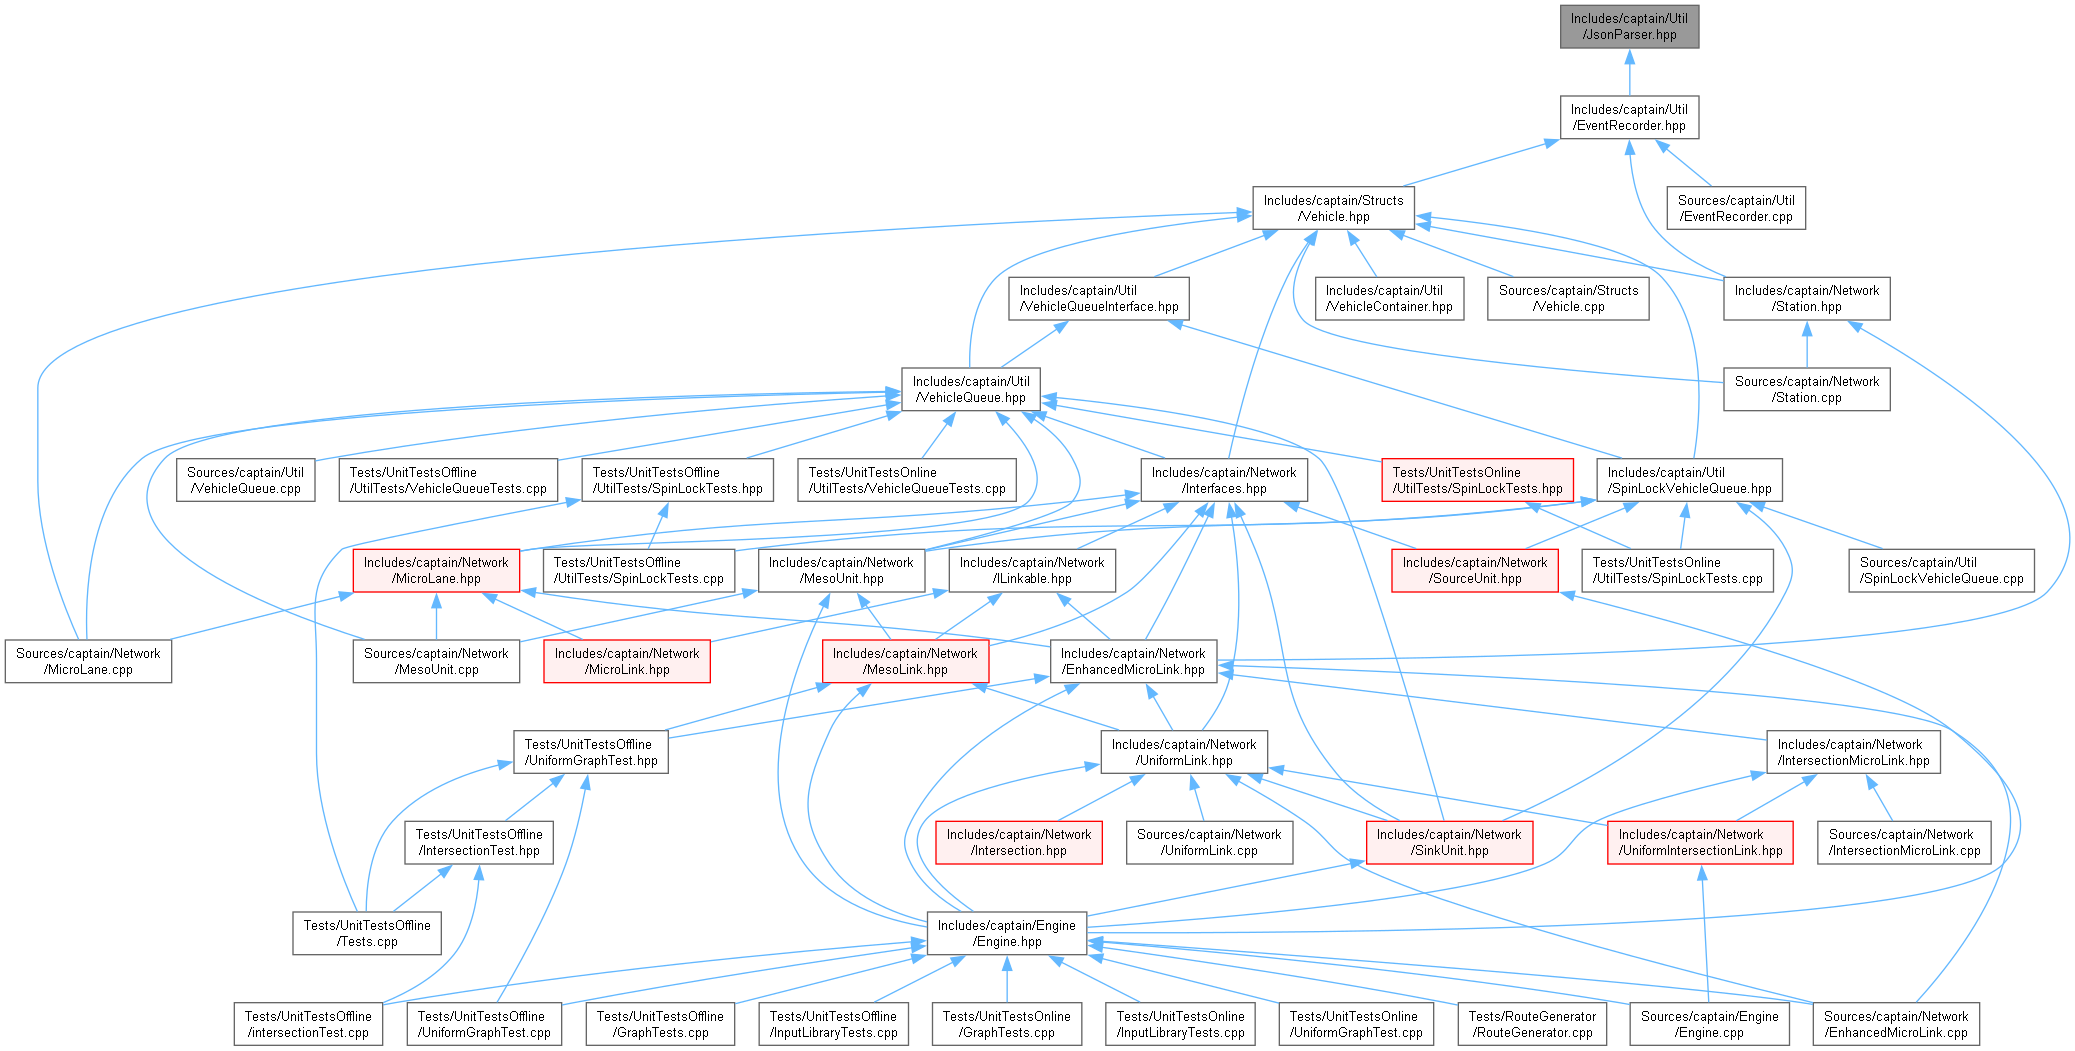 Includes/captain/Util
/JsonParser.hpp
Includes/captain/Util
/EventRecorder.hpp
Includes/captain/Structs
/Vehicle.hpp
Sources/captain/Util
/EventRecorder.cpp
Includes/captain/Util
/VehicleQueueInterface.hpp
Includes/captain/Util
/VehicleContainer.hpp
Sources/captain/Structs
/Vehicle.cpp
Includes/captain/Network
/Station.hpp
Includes/captain/Util
/VehicleQueue.hpp
Sources/captain/Network
/Station.cpp
Sources/captain/Util
/VehicleQueue.cpp
Tests/UnitTestsOffline
/UtilTests/VehicleQueueTests.cpp
Tests/UnitTestsOffline
/UtilTests/SpinLockTests.hpp
Tests/UnitTestsOnline
/UtilTests/VehicleQueueTests.cpp
Includes/captain/Network
/Interfaces.hpp
Tests/UnitTestsOnline
/UtilTests/SpinLockTests.hpp
Includes/captain/Util
/SpinLockVehicleQueue.hpp
Includes/captain/Network
/MicroLane.hpp
Tests/UnitTestsOffline
/UtilTests/SpinLockTests.cpp
Includes/captain/Network
/MesoUnit.hpp
Includes/captain/Network
/ILinkable.hpp
Includes/captain/Network
/SourceUnit.hpp
Tests/UnitTestsOnline
/UtilTests/SpinLockTests.cpp
Sources/captain/Util
/SpinLockVehicleQueue.cpp
Sources/captain/Network
/MicroLane.cpp
Sources/captain/Network
/MesoUnit.cpp
Includes/captain/Network
/MicroLink.hpp
Includes/captain/Network
/MesoLink.hpp
Includes/captain/Network
/EnhancedMicroLink.hpp
Tests/UnitTestsOffline
/UniformGraphTest.hpp
Includes/captain/Network
/UniformLink.hpp
Includes/captain/Network
/IntersectionMicroLink.hpp
Tests/UnitTestsOffline
/IntersectionTest.hpp
Includes/captain/Network
/Intersection.hpp
Sources/captain/Network
/UniformLink.cpp
Includes/captain/Network
/SinkUnit.hpp
Includes/captain/Network
/UniformIntersectionLink.hpp
Sources/captain/Network
/IntersectionMicroLink.cpp
Tests/UnitTestsOffline
/Tests.cpp
Includes/captain/Engine
/Engine.hpp
Tests/UnitTestsOffline
/intersectionTest.cpp
Tests/UnitTestsOffline
/UniformGraphTest.cpp
Tests/UnitTestsOffline
/GraphTests.cpp
Tests/UnitTestsOffline
/InputLibraryTests.cpp
Tests/UnitTestsOnline
/GraphTests.cpp
Tests/UnitTestsOnline
/InputLibraryTests.cpp
Tests/UnitTestsOnline
/UniformGraphTest.cpp
Tests/RouteGenerator
/RouteGenerator.cpp
Sources/captain/Engine
/Engine.cpp
Sources/captain/Network
/EnhancedMicroLink.cpp